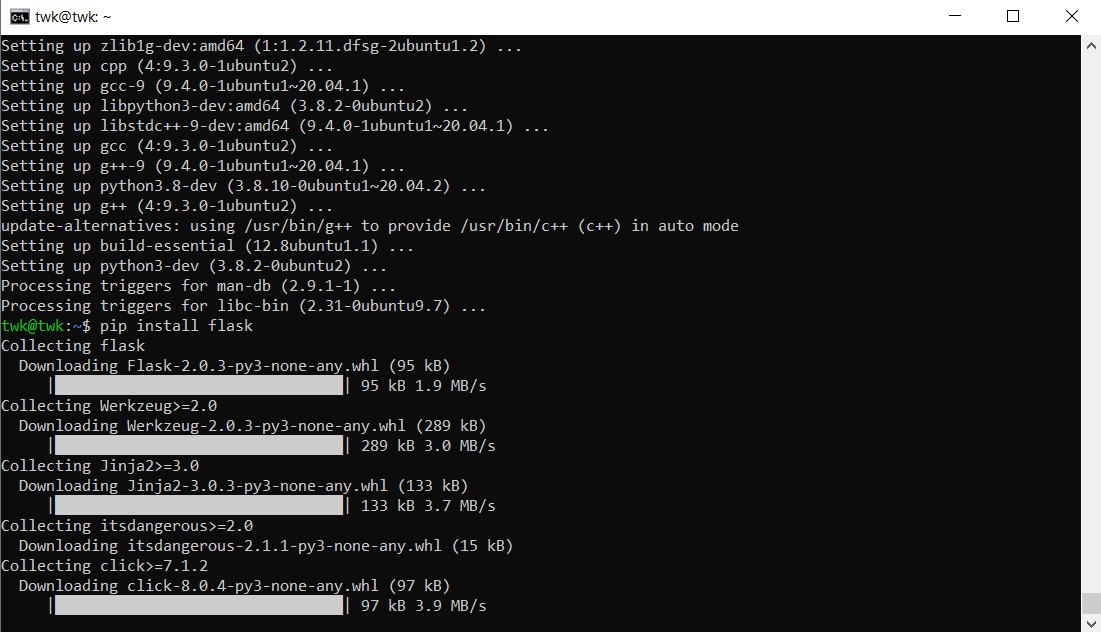 twk@twk: ~
Setting up zlib1g-dev:amd64 (1:1.2.11.dfsg-2ubuntu1.2) ...
Setting up cpp (4:9.3.0-1ubuntu2) ...
Setting up gcc-9 (9.4.0-1ubuntu1~20.04.1) ...
Setting up libpython3-dev:amd64 (3.8.2-0ubuntu2) ...
Setting up libstdc++-9-dev:amd64 (9.4.0-1ubuntu1~20.04.1) ...
Setting up gcc (4:9.3.0-1ubuntu2) ...
Setting up g++-9 (9.4.0-1ubuntu1~20.04.1) ...
Setting up python3.8-dev (3.8.10-0ubuntu1~20.04.2) ...
Setting up g++ (4:9.3.0-1ubuntu2) ...
update-alternatives: using /usr/bin/g++ to provide /usr/bin/c++ (c++) in auto mode
Setting up build-essential (12.8ubuntu1.1) ...
Setting up python3-dev (3.8.2-0ubuntu2) ...
Processing triggers for man-db (2.9.1-1) ...
Processing triggers for libc-bin (2.31-0ubuntu9.7) ...
twk@twk:~$ pip install flask
Collecting flask
  Downloading Flask-2.0.3-py3-none-any.whl (95 kB)
     |████████████████████████████████| 95 kB 1.9 MB/s
Collecting Werkzeug>=2.0
  Downloading Werkzeug-2.0.3-py3-none-any.whl (289 kB)
     |████████████████████████████████| 289 kB 3.0 MB/s
Collecting Jinja2>=3.0
  Downloading Jinja2-3.0.3-py3-none-any.whl (133 kB)
     |████████████████████████████████| 133 kB 3.7 MB/s
Collecting itsdangerous>=2.0
  Downloading itsdangerous-2.1.1-py3-none-any.whl (15 kB)
Collecting click>=7.1.2
  Downloading click-8.0.4-py3-none-any.whl (97 kB)
     |████████████████████████████████| 97 kB 3.9 MB/s